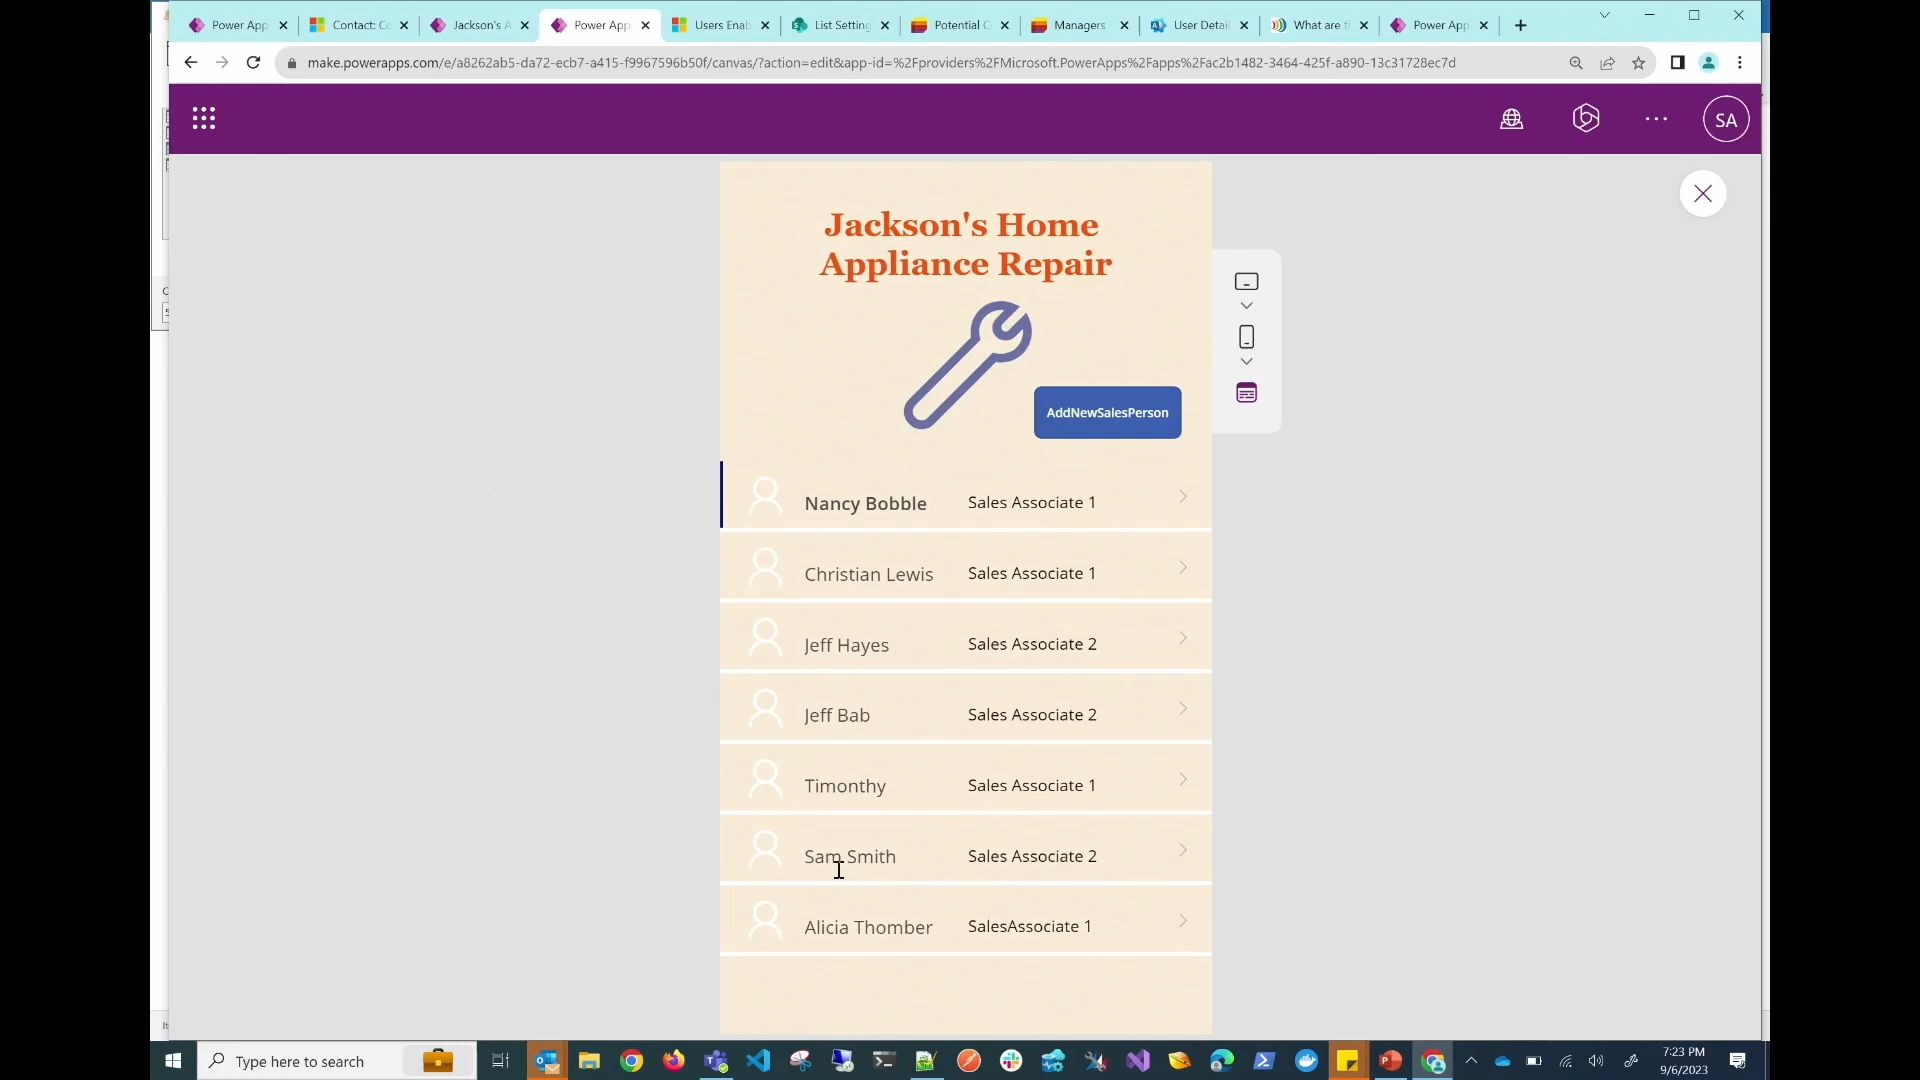 Power App
Contact: Co
Jackson's A
Power App
Users Enab
List Setting
Potential C
Managers
User Detail
What are t
Power App
make.powerapps.com/e/a8262ab5-da72-ecb7-a415-f9967596b50f/canvas/?action=edit&app-id=%2Fproviders%2FMicrosoft.PowerApps%2Fapps%2Fac2b1482-3464-425f-a890-13c31728ec7d
SA
Jackson's Home
Appliance Repair
AddNewSalesPerson
Nancy Bobble Sales Associate 1
Christian Lewis Sales Associate 1
Jeff Hayes Sales Associate 2
Jeff Bab Sales Associate 2
Timonthy Sales Associate 1
Sam Smith Sales Associate 2
Alicia Thomber SalesAssociate 1
Type here to search
7:23 PM
9/6/2023